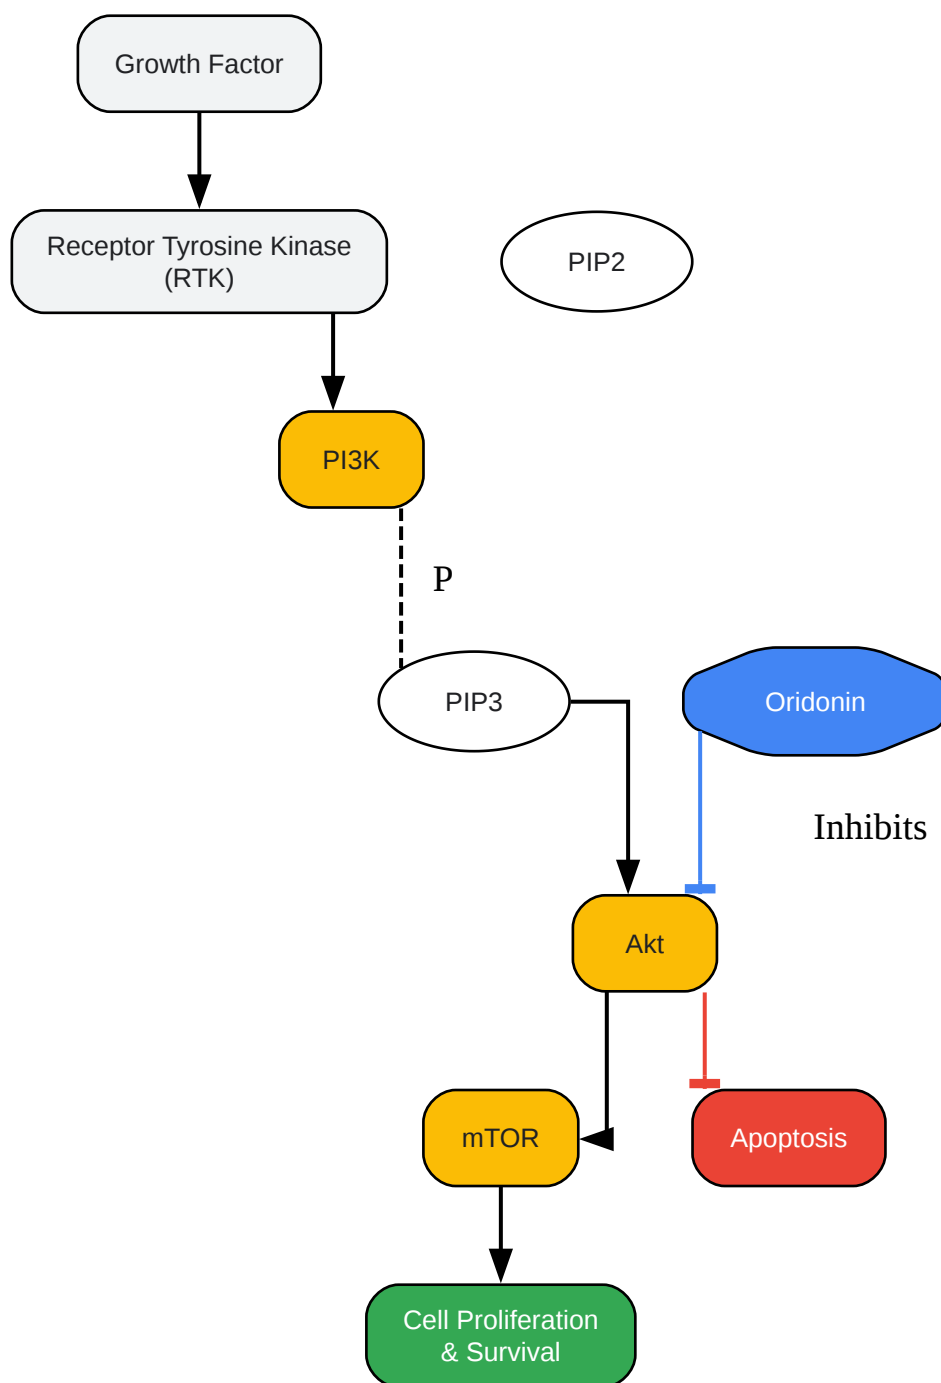 Growth Factor
Receptor Tyrosine Kinase
(RTK)
PIP2
PI3K
P
PIP3
Oridonin
Inhibits
Akt
mTOR
Apoptosis
Cell Proliferation
& Survival